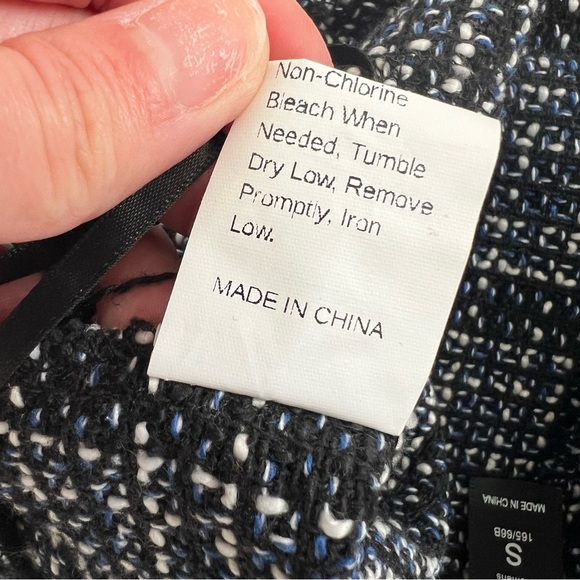 Non-Chlorine
Bleach When
Needed, Tumble
Dry Low, Remove
Promptly, Iron
Low.
MADE IN CHINA
S
165/66B
MADE IN CHINA